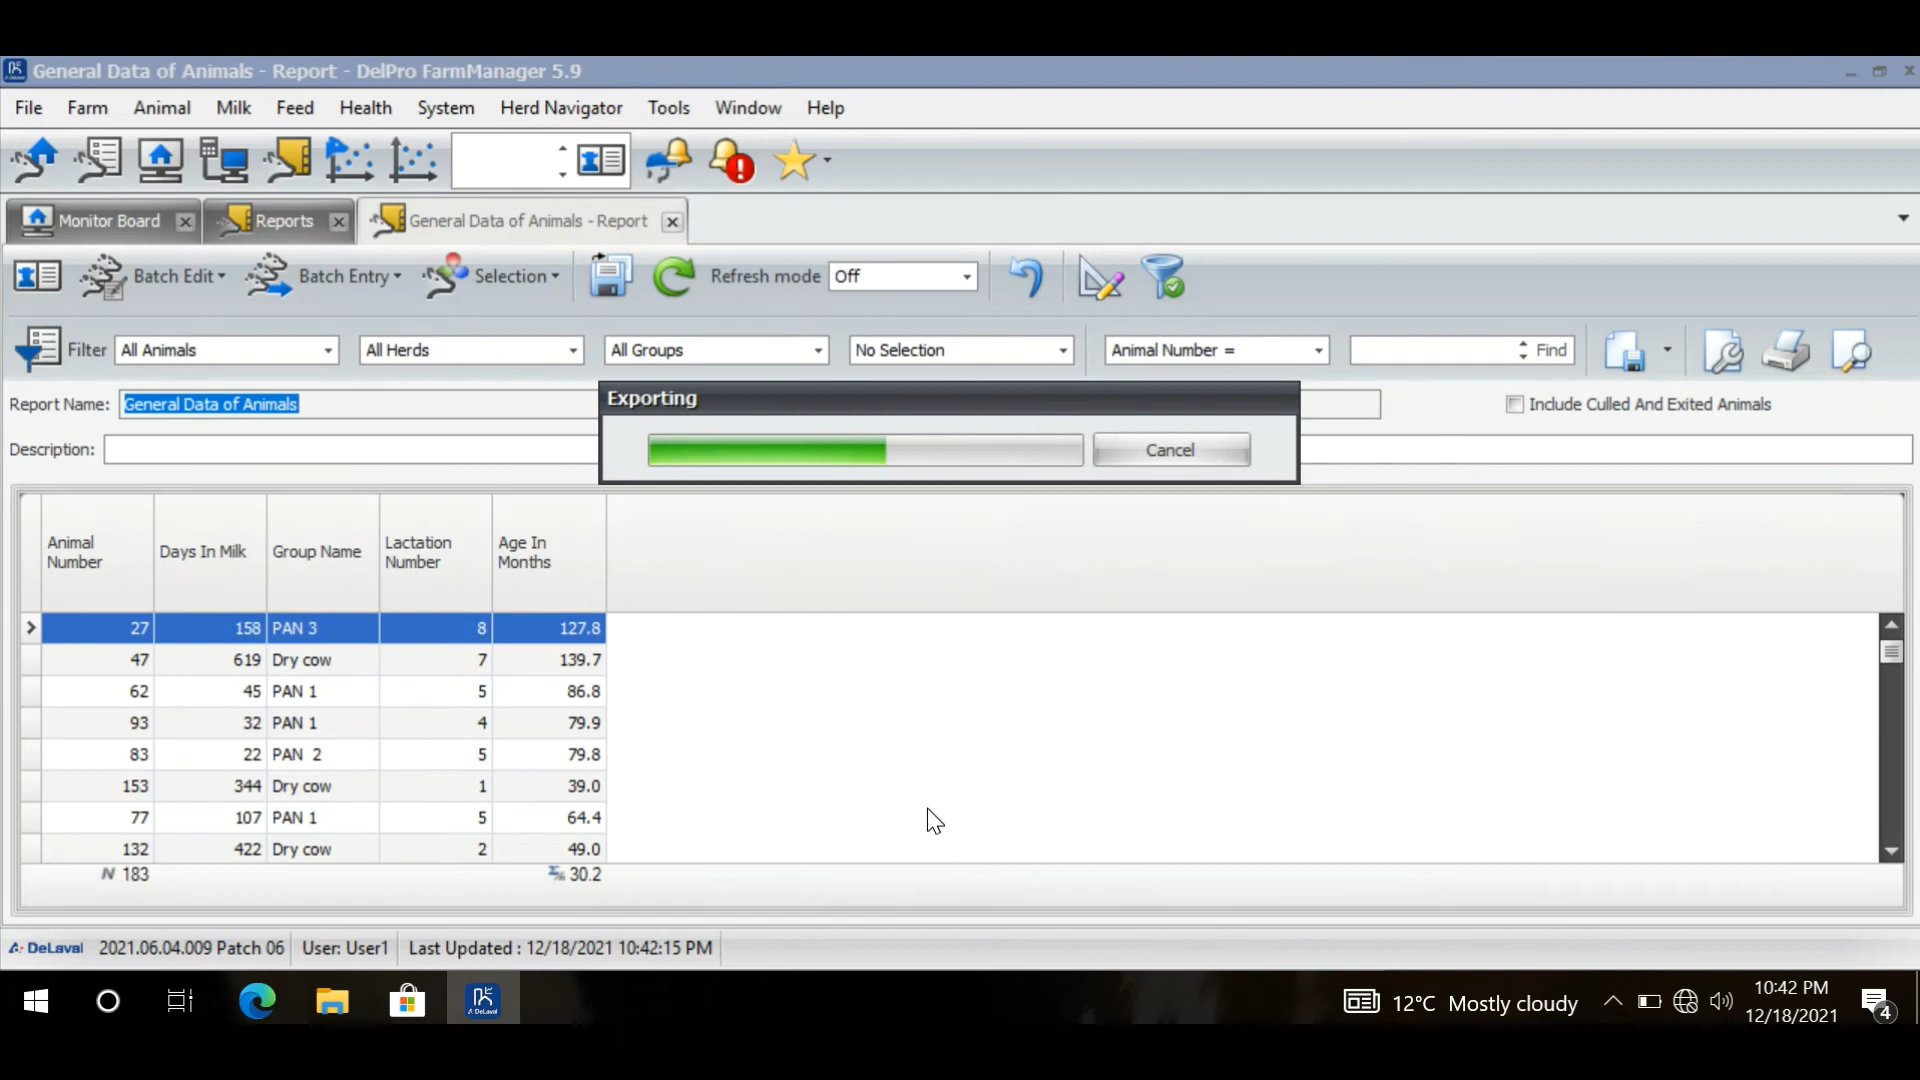 General Data of Animals - Report - DelPro FarmManager 5.9
File Farm Animal Milk Feed Health System Herd Navigator Tools Window Help
Monitor Board Reports General Data of Animals - Report
Batch Edit Batch Entry Selection Refresh mode Off
Filter All Animals All Herds All Groups No Selection Animal Number = Find
Report Name: General Data of Animals Include Culled And Exited Animals
Exporting
Description: Cancel
Animal Number Days In Milk Group Name Lactation Number Age In Months
27 158 PAN 3 8 127.8
47 619 Dry cow 7 139.7
62 45 PAN 1 5 86.8
93 32 PAN 1 4 79.9
83 22 PAN  2 5 79.8
153 344 Dry cow 1 39.0
77 107 PAN 1 5 64.4
132 422 Dry cow 2 49.0
N 183 30.2
DeLaval 2021.06.04.009 Patch 06 User: User1 Last Updated : 12/18/2021 10:42:15 PM
DeLaval 12°C Mostly cloudy 10:42 PM
12/18/2021 4